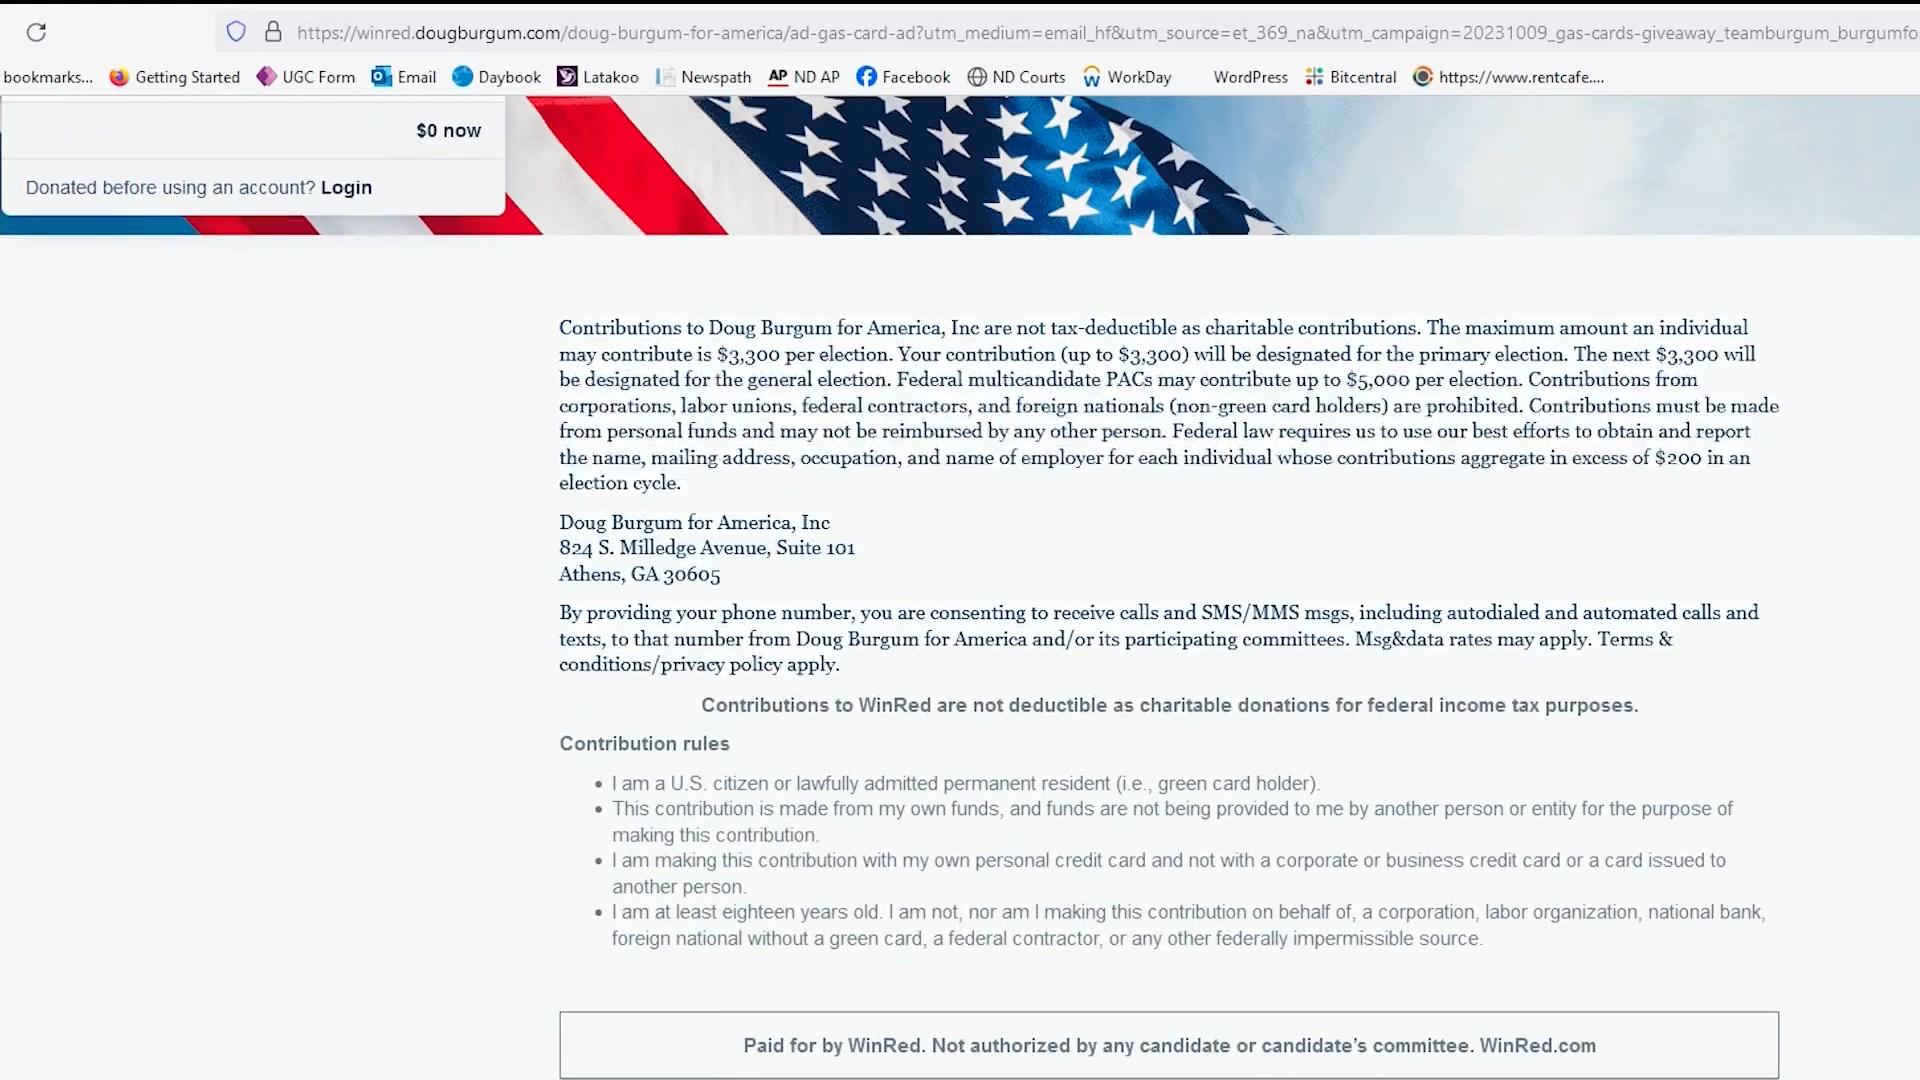 https://winred.dougburgum.com/doug-burgum-for-america/ad-gas-card-ad?utm_medium=email_hf&utm_source=et_369_na&utm_campaign=20231009_gas-cards-giveaway_teamburgum_burgumfo
bookmarks... Getting Started UGC Form Email Daybook Latakoo Newspath AP ND AP Facebook ND Courts WorkDay WordPress Bitcentral https://www.rentcafe....
$0 now
Donated before using an account? Login
Contributions to Doug Burgum for America, Inc are not tax-deductible as charitable contributions. The maximum amount an individual
may contribute is $3,300 per election. Your contribution (up to $3,300) will be designated for the primary election. The next $3,300 will
be designated for the general election. Federal multicandidate PACs may contribute up to $5,000 per election. Contributions from
corporations, labor unions, federal contractors, and foreign nationals (non-green card holders) are prohibited. Contributions must be made
from personal funds and may not be reimbursed by any other person. Federal law requires us to use our best efforts to obtain and report
the name, mailing address, occupation, and name of employer for each individual whose contributions aggregate in excess of $200 in an
election cycle.
Doug Burgum for America, Inc
824 S. Milledge Avenue, Suite 101
Athens, GA 30605
By providing your phone number, you are consenting to receive calls and SMS/MMS msgs, including autodialed and automated calls and
texts, to that number from Doug Burgum for America and/or its participating committees. Msg&data rates may apply. Terms &
conditions/privacy policy apply.
Contributions to WinRed are not deductible as charitable donations for federal income tax purposes.
Contribution rules
• I am a U.S. citizen or lawfully admitted permanent resident (i.e., green card holder).
• This contribution is made from my own funds, and funds are not being provided to me by another person or entity for the purpose of
making this contribution.
• I am making this contribution with my own personal credit card and not with a corporate or business credit card or a card issued to
another person.
• I am at least eighteen years old. I am not, nor am I making this contribution on behalf of, a corporation, labor organization, national bank,
foreign national without a green card, a federal contractor, or any other federally impermissible source.
Paid for by WinRed. Not authorized by any candidate or candidate's committee. WinRed.com